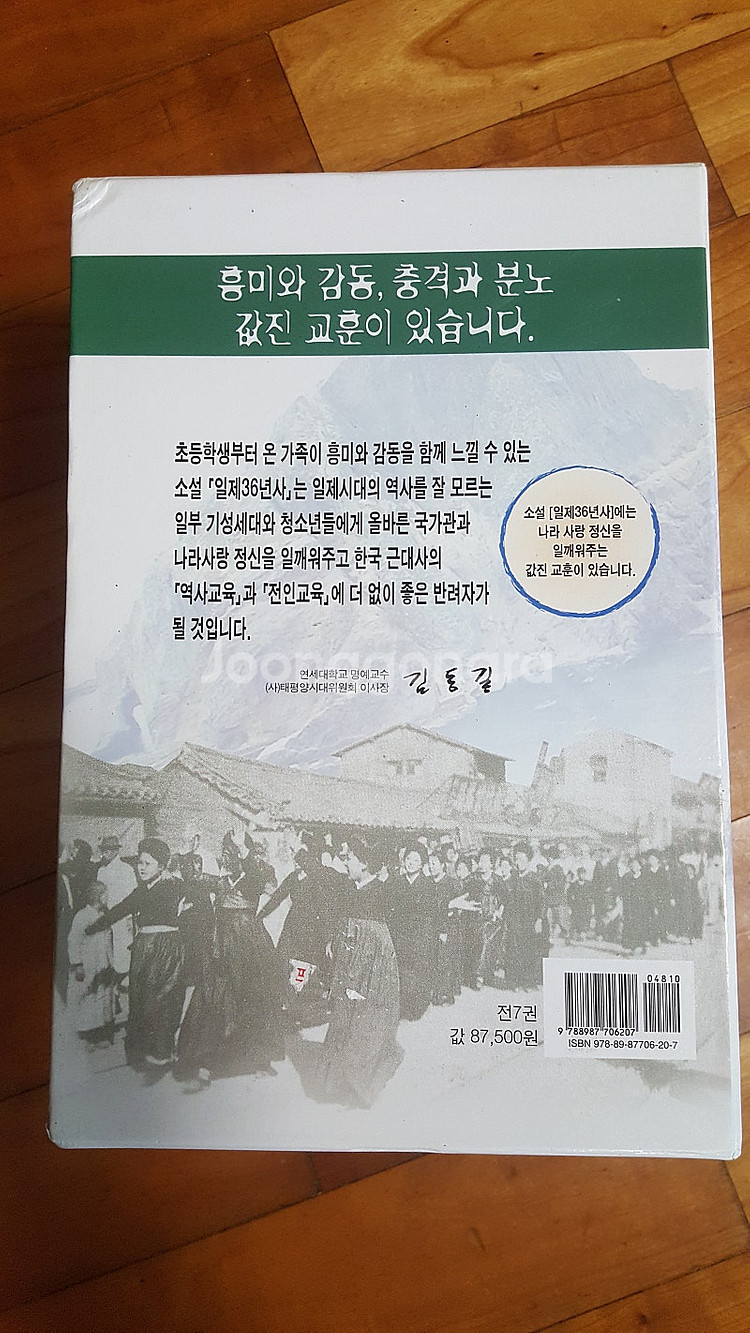 흥미와 감동, 충격과 분노
값진 교훈이 있습니다.
초등학생부터 온 가족이 흥미와 감동을 함께 느낄 수 있는
소설 「일제36년사」는 일제시대의 역사를 잘 모르는
일부 기성세대와 청소년들에게 올바른 국가관과
나라사랑 정신을 일깨워주고 한국 근대사의
「역사교육」과 「전인교육」에 더 없이 좋은 반려자가
될 것입니다.
소설 [일제36년사]에는
나라 사랑 정신을
일깨워주는
값진 교훈이 있습니다.
연세대학교 명예교수
(사)태평양시대위원회 이사장
김동길
Joonggonara
프
전7권
값 87,500원
04810
9 788987 706207
ISBN 978-89-87706-20-7